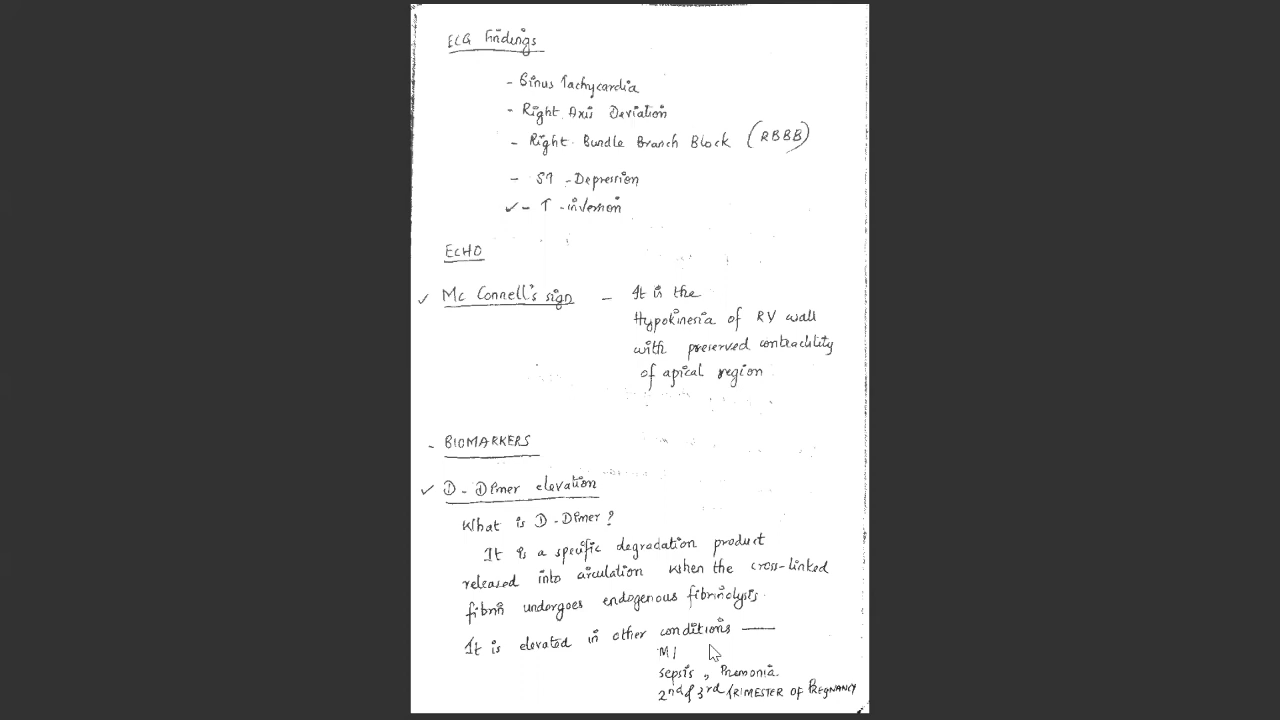 ECG Findings
- Sinus Tachycardia
- Right Axis Deviation
- Right Bundle Branch Block (RBBB)
- ST - Depression
✓ - T - inversion
ECHO
✓ Mc Connell's sign - It is the
Hypokinesia of RV wall
with preserved contractility
of apical region
- BIOMARKERS
✓ D - Dimer elevation
What is D-Dimer?
It is a specific degradation product
released into circulation when the cross-linked
fibrin undergoes endogenous fibrinolysis.
It is elevated in other conditions —
MI
Sepsis, Pnemonia.
2nd & 3rd TRIMESTER OF PREGNANCY